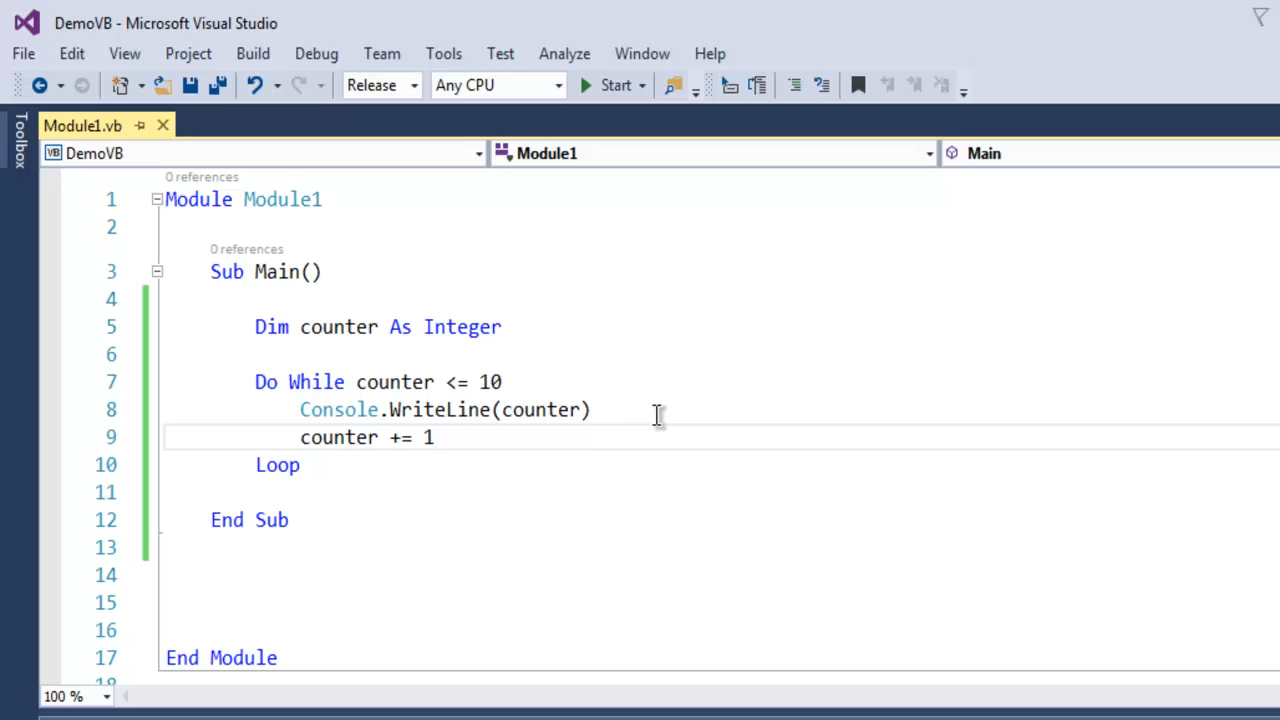 DemoVB - Microsoft Visual Studio
File Edit View Project Build Debug Team Tools Test Analyze Window Help
Release Any CPU Start
Toolbox
Module1.vb
VB DemoVB Module1 Main
0 references
1 Module Module1
2
0 references
3 Sub Main()
4
5 Dim counter As Integer
6
7 Do While counter <= 10
8 Console.WriteLine(counter)
9 counter += 1
10 Loop
11
12 End Sub
13
14
15
16
17 End Module
18
100 %